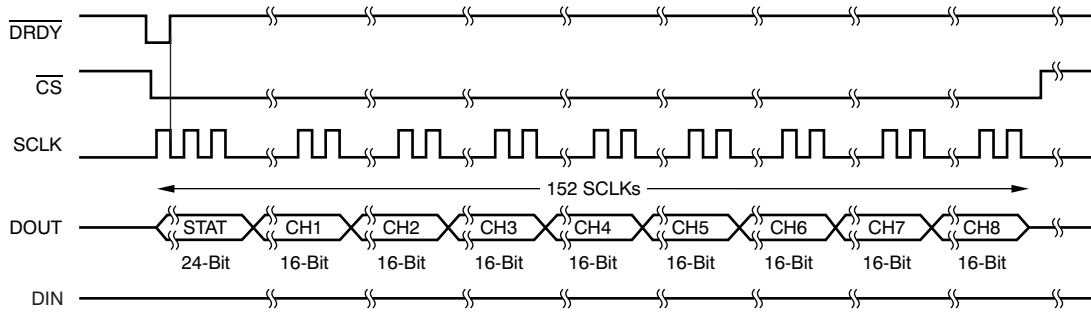 DRDY
CS
SCLK
152 SCLKs
DOUT
STAT
CH1
CH2
CH3
CH4
CH5
CH6
CH7
CH8
24-Bit
16-Bit
16-Bit
16-Bit
16-Bit
16-Bit
16-Bit
16-Bit
16-Bit
DIN